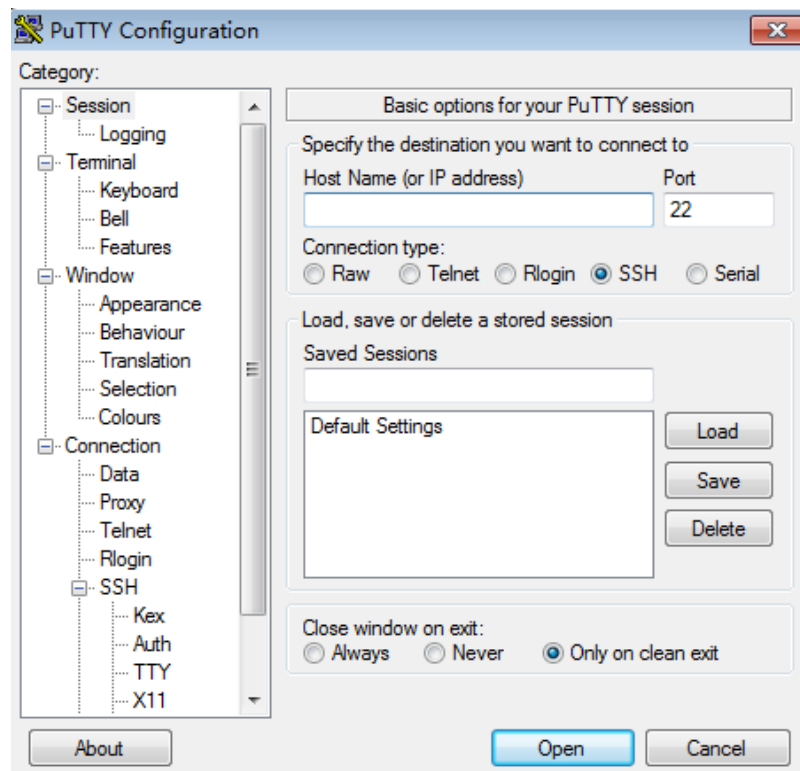 PuTTY Configuration
Category:
Session
Logging
Terminal
Keyboard
Bell
Features
Window
Appearance
Behaviour
Translation
Selection
Colours
Connection
Data
Proxy
Telnet
Rlogin
SSH
Kex
Auth
TTY
X11
Basic options for your PuTTY session
Specify the destination you want to connect to
Host Name (or IP address) Port
22
Connection type:
Raw Telnet Rlogin SSH Serial
Load, save or delete a stored session
Saved Sessions
Default Settings
Load
Save
Delete
Close window on exit:
Always Never Only on clean exit
About Open Cancel